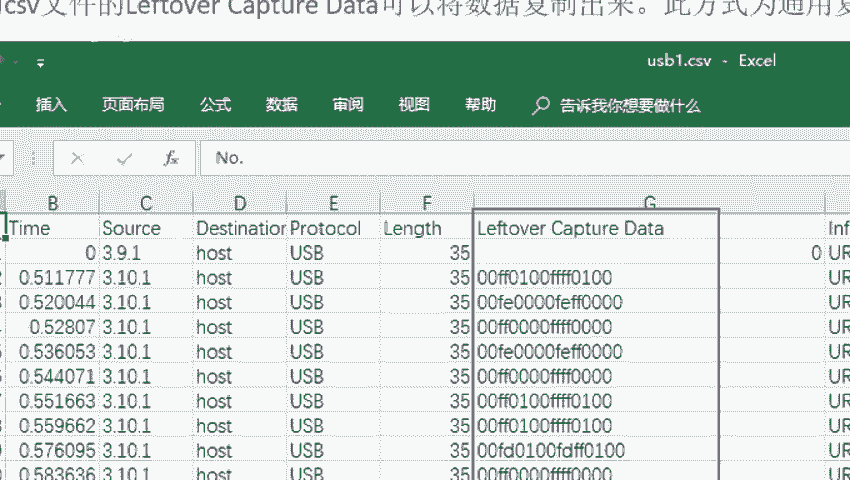 csv文件的Leftover Capture Data可以将数据复制出来。此方式为通用复
usb1.csv - Excel
插入 页面布局 公式 数据 审阅 视图 帮助 告诉我你想要做什么
fx No.
B C D E F G
Time Source Destination Protocol Length Leftover Capture Data Inf
0 3.9.1 host USB 35 0 UR
0.511777 3.10.1 host USB 35 00ff0100ffff0100 UR
0.520044 3.10.1 host USB 35 00fe0000feff0000 UR
0.52807 3.10.1 host USB 35 00ff0000ffff0000 UR
0.536053 3.10.1 host USB 35 00fe0000feff0000 UR
0.544071 3.10.1 host USB 35 00ff0000ffff0000 UR
0.551663 3.10.1 host USB 35 00ff0100ffff0100 UR
0.559662 3.10.1 host USB 35 00ff0100ffff0100 UR
0.576095 3.10.1 host USB 35 00fd0100fdff0100 UR
0.583636 3.10.1 host USB 35 00ff0000ffff0000 UR